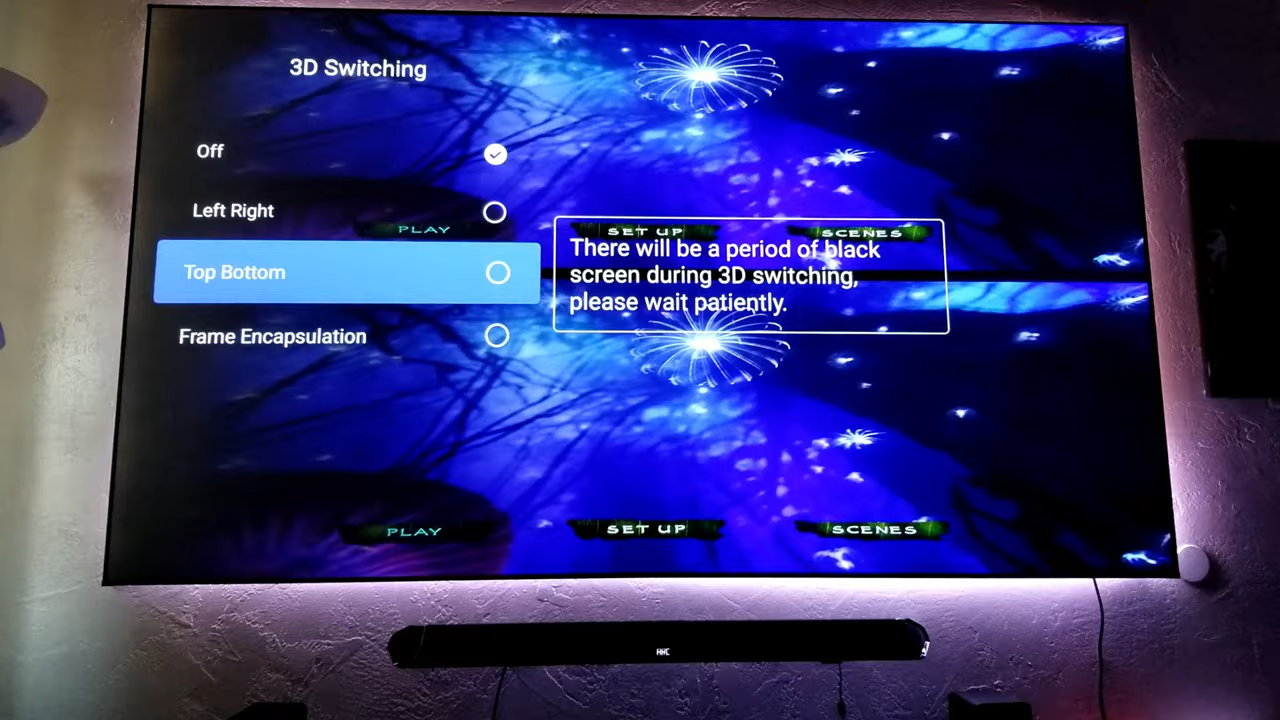 3D Switching
Off
Left Right
Top Bottom
Frame Encapsulation
PLAY
SET UP
SCENES
There will be a period of black
screen during 3D switching,
please wait patiently.
PLAY
SET UP
SCENES
ARC